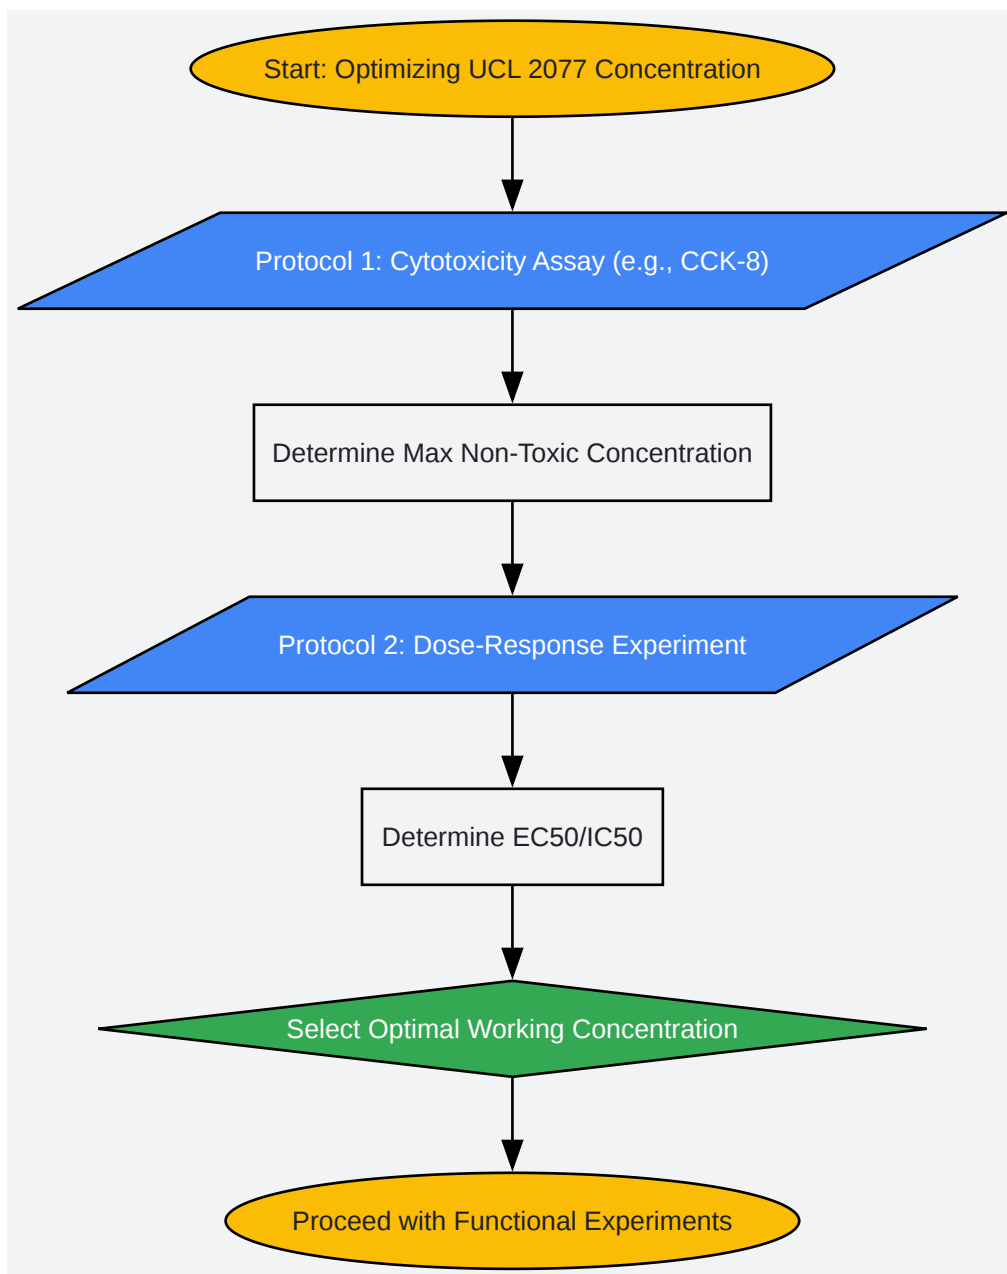 Start: Optimizing UCL 2077 Concentration
Protocol 1: Cytotoxicity Assay (e.g., CCK-8)
Determine Max Non-Toxic Concentration
Protocol 2: Dose-Response Experiment
Determine EC50/IC50
Select Optimal Working Concentration
Proceed with Functional Experiments